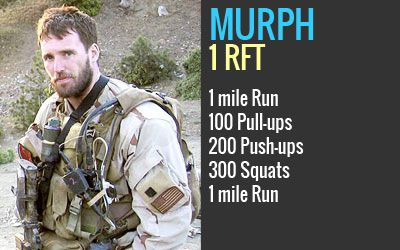 MURPH
1 RFT
1 mile Run
100 Pull-ups
200 Push-ups
300 Squats
1 mile Run